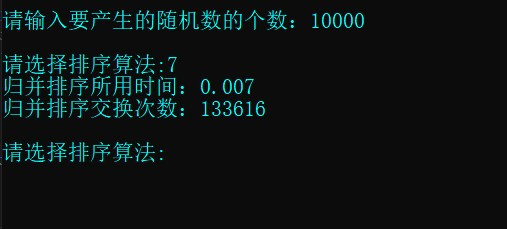 请输入要产生的随机数的个数：10000
请选择排序算法:7
归并排序所用时间：0.007
归并排序交换次数：133616
请选择排序算法: